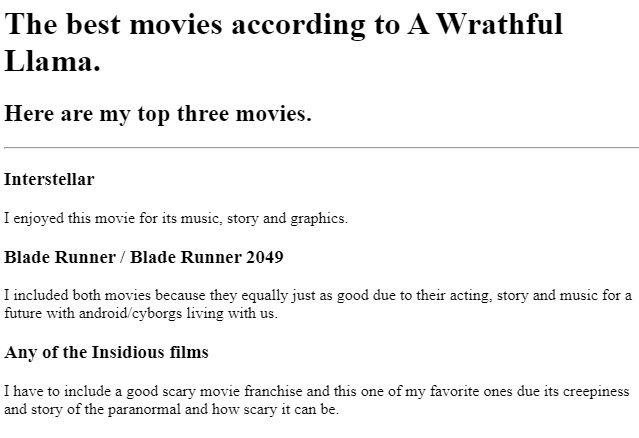 The best movies according to A Wrathful
Llama.
Here are my top three movies.
Interstellar
I enjoyed this movie for its music, story and graphics.
Blade Runner / Blade Runner 2049
I included both movies because they equally just as good due to their acting, story and music for a
future with android/cyborgs living with us.
Any of the Insidious films
I have to include a good scary movie franchise and this one of my favorite ones due its creepiness
and story of the paranormal and how scary it can be.